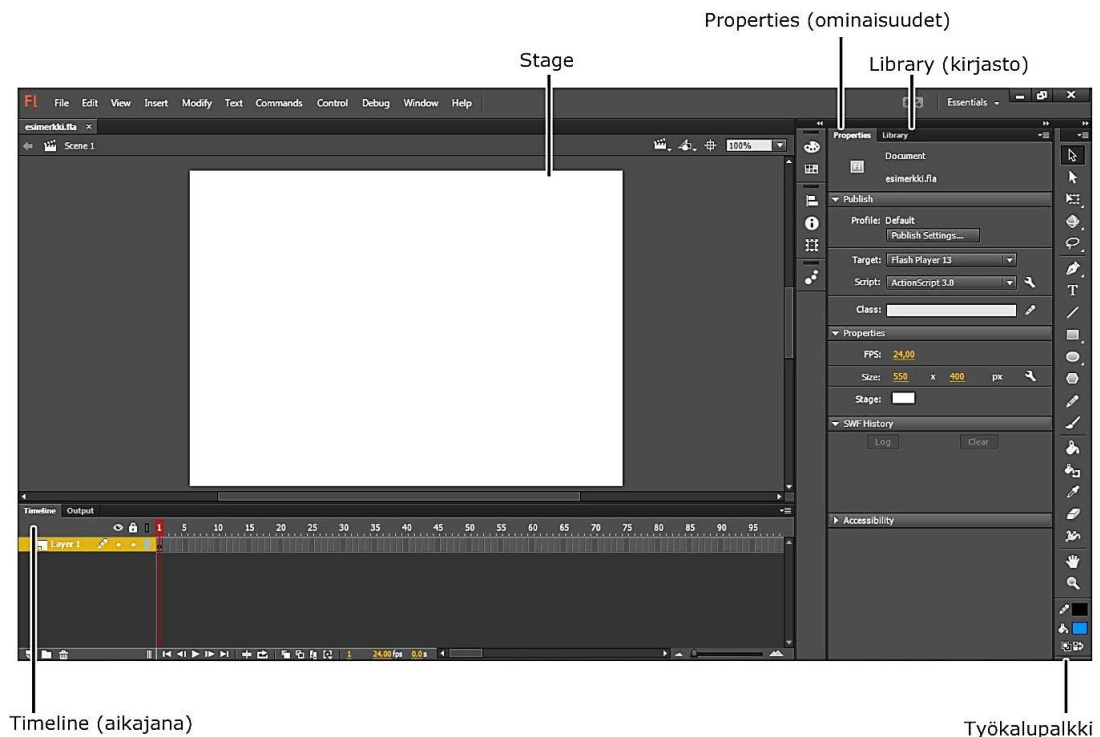 Properties (ominaisuudet)
Stage
Library (kirjasto)
Fl File Edit View Insert Modify Text Commands Control Debug Window Help
Essentials
esimerkki.fla ×
Scene 1
100%
Properties Library
Document
Fl
esimerkki.fla
Publish
Profile: Default
Publish Settings...
Target: Flash Player 13
Script: ActionScript 3.0
Class:
Properties
FPS: 24,00
Size: 550 x 400 px
Stage:
SWF History
Log Clear
Accessibility
Timeline Output
1 5 10 15 20 25 30 35 40 45 50 55 60 65 70 75 80 85 90 95
Layer 1
1 24,00 fps 0,0 s
T
Timeline (aikajana)
Työkalupalkki